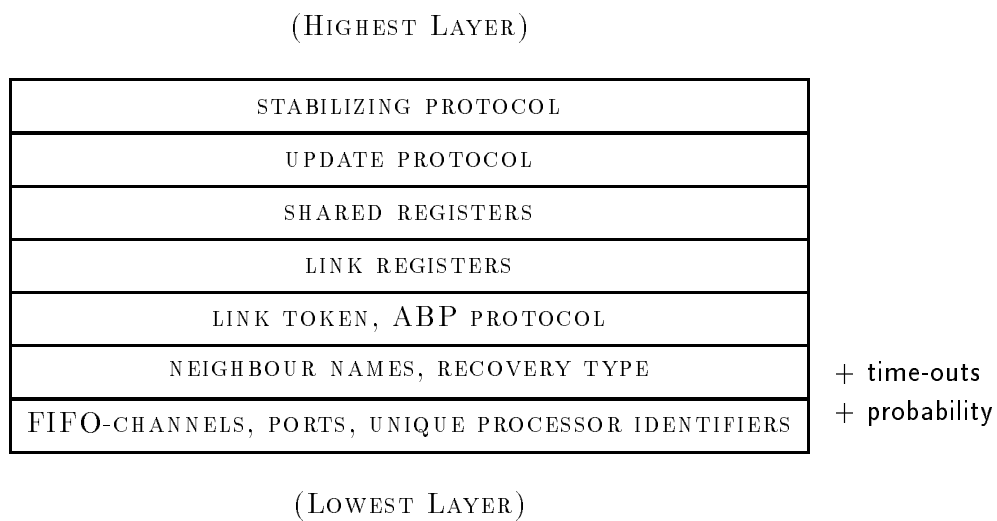 (Highest Layer)
stabilizing protocol
update protocol
shared registers
link registers
link token, ABP protocol
neighbour names, recovery type
+ time-outs
FIFO-channels, ports, unique processor identifiers
+ probability
(Lowest Layer)